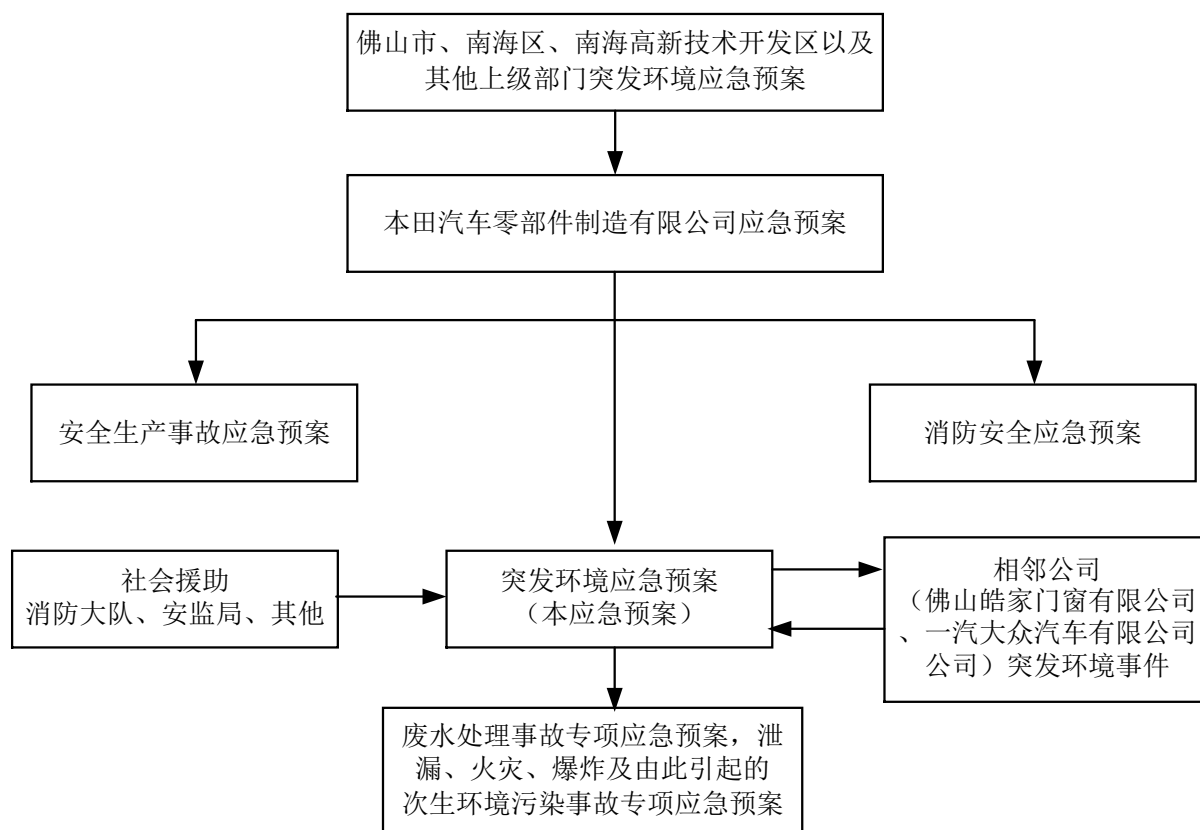 佛山市、南海区、南海高新技术开发区以及
其他上级部门突发环境应急预案
本田汽车零部件制造有限公司应急预案
安全生产事故应急预案
消防安全应急预案
社会援助
消防大队、安监局、其他
突发环境应急预案
（本应急预案）
相邻公司
（佛山皓家门窗有限公司
、一汽大众汽车有限公司
公司）突发环境事件
废水处理事故专项应急预案，泄
漏、火灾、爆炸及由此引起的
次生环境污染事故专项应急预案